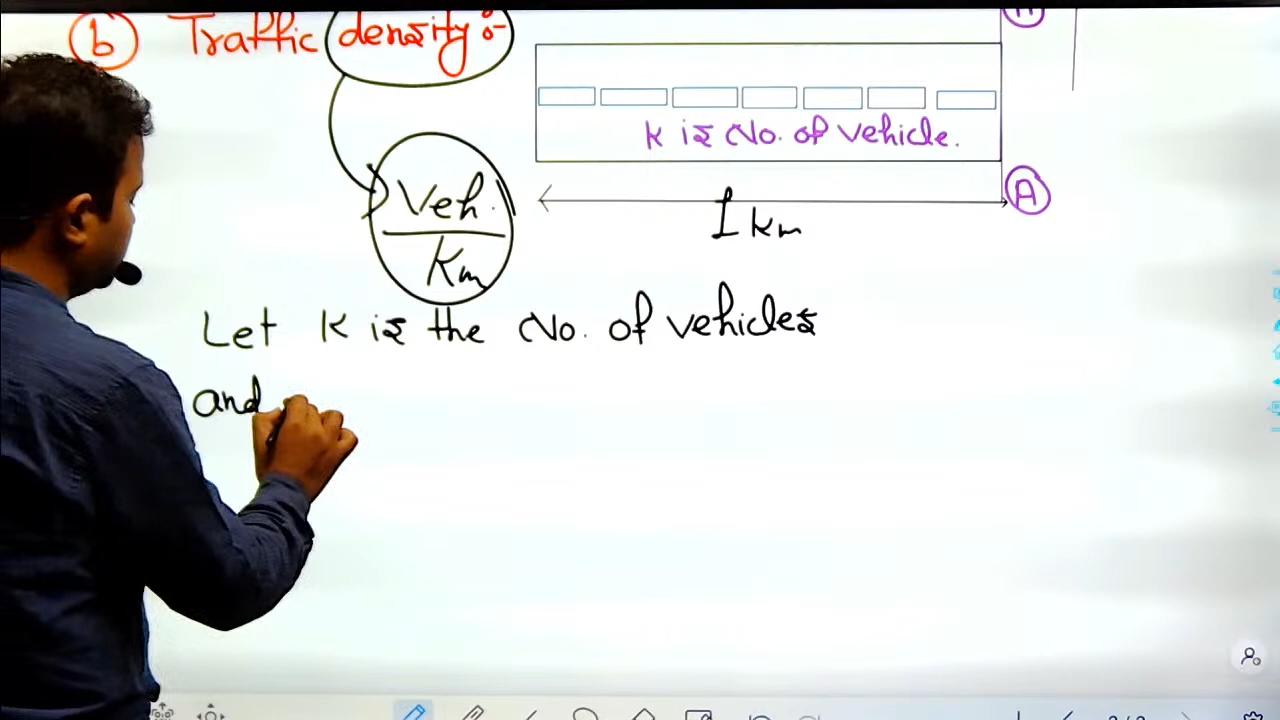 b Traffic density :-
K is No. of vehicle.
A
1 Km
Veh.
Km
Let K is the No. of vehicles
and